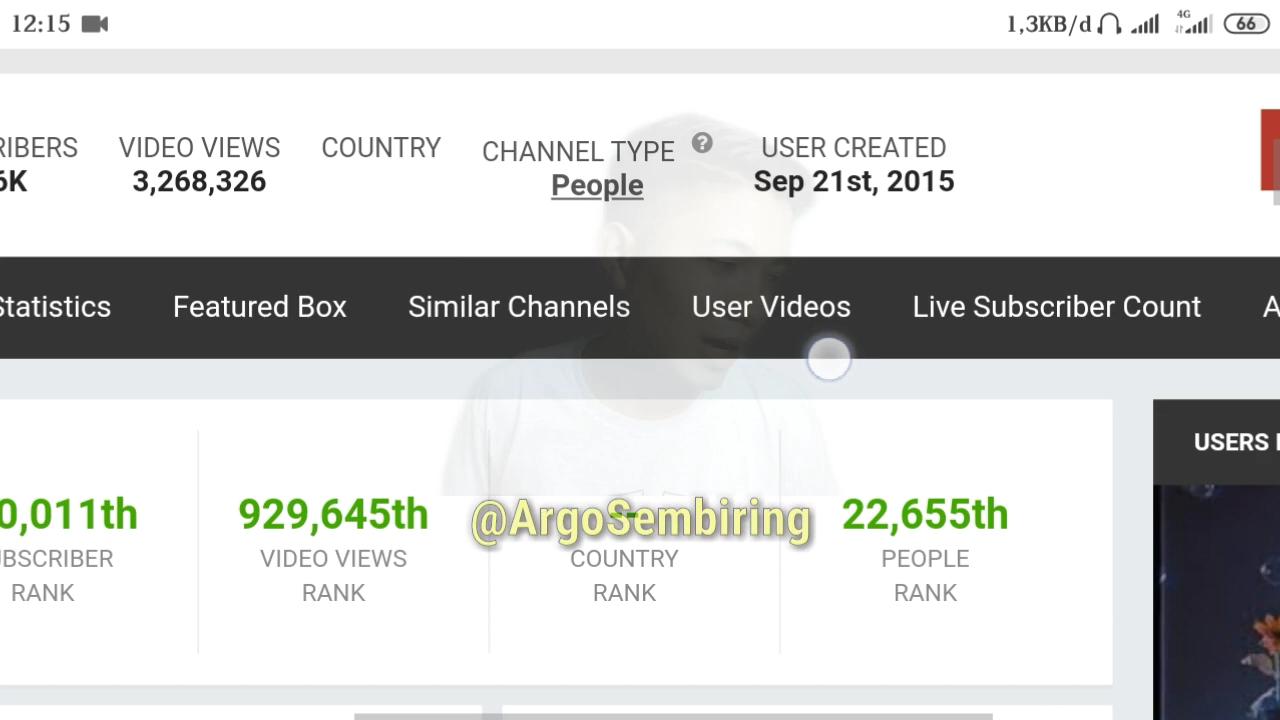 12:15 1,3KB/d 4G 66
RIBERS VIDEO VIEWS COUNTRY CHANNEL TYPE ? USER CREATED
6K 3,268,326 People Sep 21st, 2015
Statistics Featured Box Similar Channels User Videos Live Subscriber Count A
USERS
0,011th 929,645th -- 22,655th
@ArgoSembiring
UBSCRIBER VIDEO VIEWS COUNTRY PEOPLE
RANK RANK RANK RANK